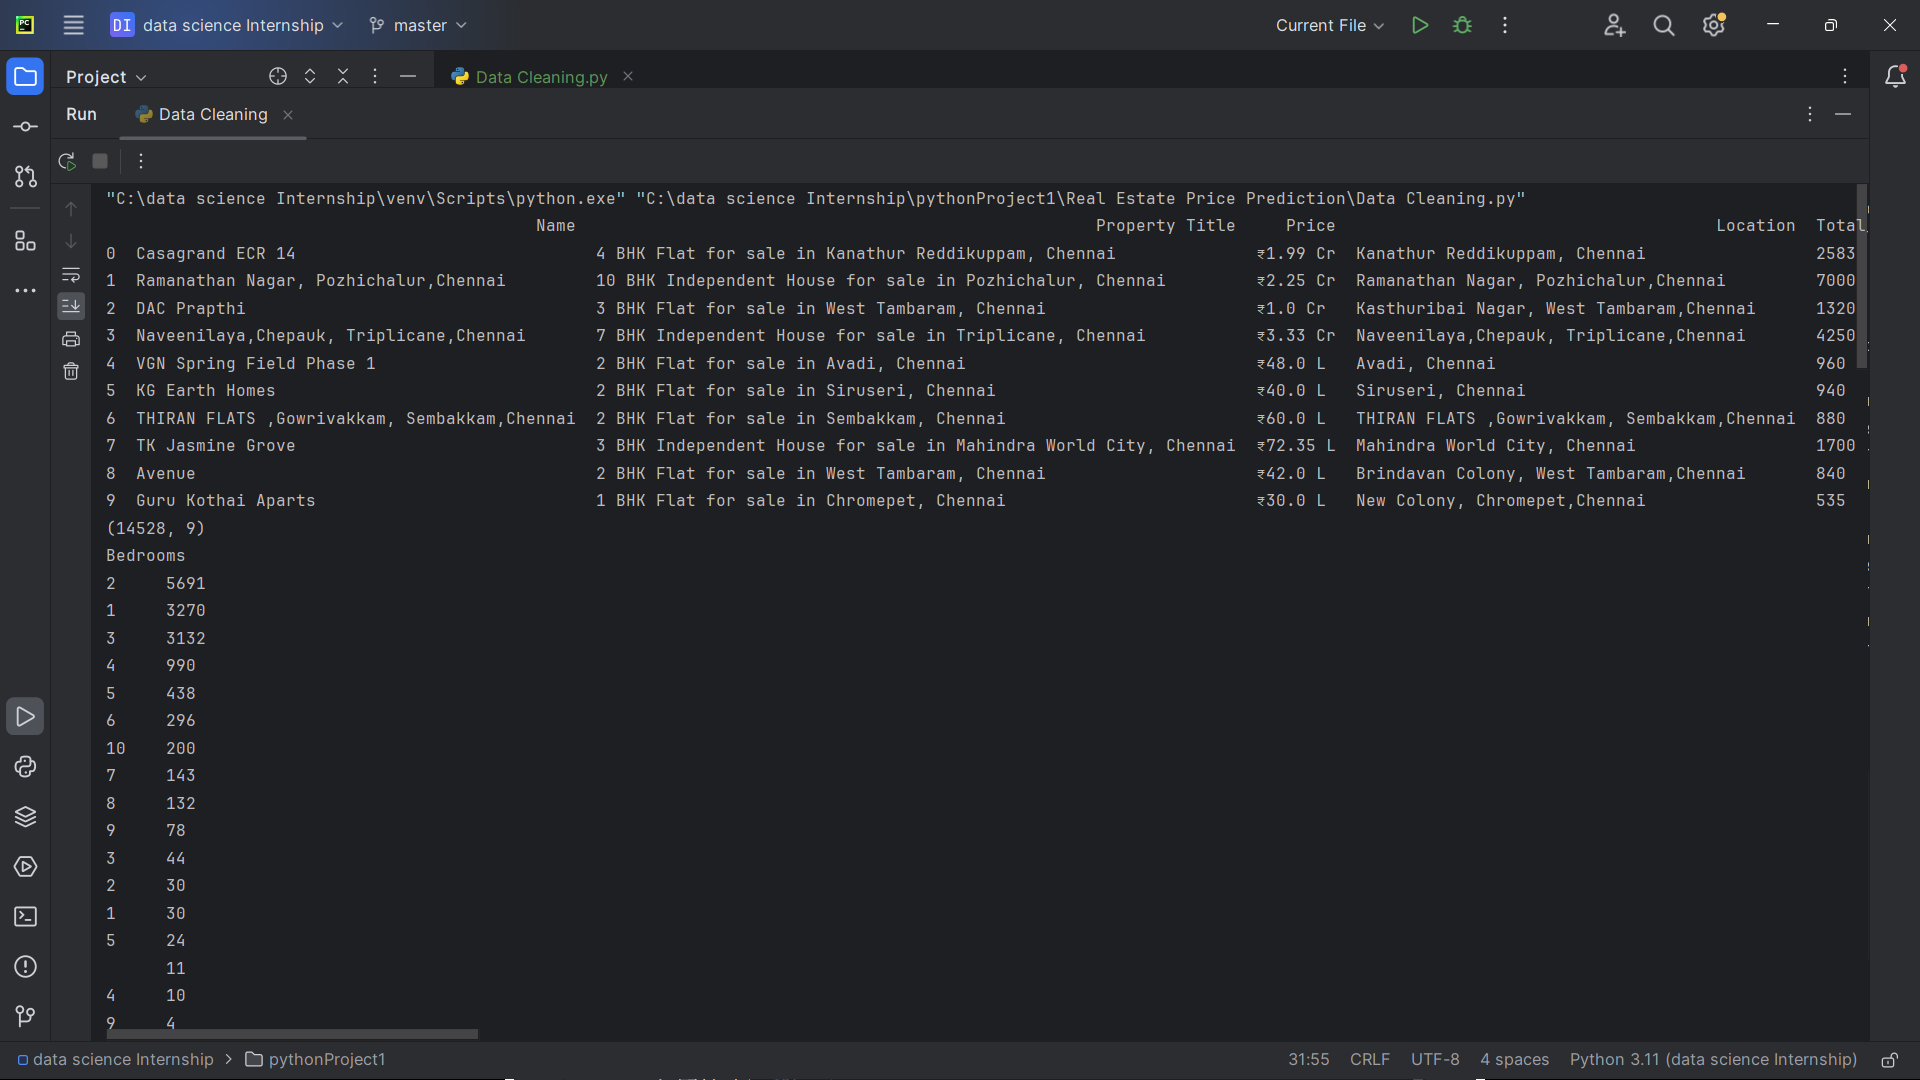 DI data science Internship master Current File
Project Data Cleaning.py
Run Data Cleaning
"C:\data science Internship\venv\Scripts\python.exe" "C:\data science Internship\pythonProject1\Real Estate Price Prediction\Data Cleaning.py"
Name Property Title Price Location Total
0 Casagrand ECR 14 4 BHK Flat for sale in Kanathur Reddikuppam, Chennai ₹1.99 Cr Kanathur Reddikuppam, Chennai 2583
1 Ramanathan Nagar, Pozhichalur,Chennai 10 BHK Independent House for sale in Pozhichalur, Chennai ₹2.25 Cr Ramanathan Nagar, Pozhichalur,Chennai 7000
2 DAC Prapthi 3 BHK Flat for sale in West Tambaram, Chennai ₹1.0 Cr Kasthuribai Nagar, West Tambaram,Chennai 1320
3 Naveenilaya,Chepauk, Triplicane,Chennai 7 BHK Independent House for sale in Triplicane, Chennai ₹3.33 Cr Naveenilaya,Chepauk, Triplicane,Chennai 4250
4 VGN Spring Field Phase 1 2 BHK Flat for sale in Avadi, Chennai ₹48.0 L Avadi, Chennai 960
5 KG Earth Homes 2 BHK Flat for sale in Siruseri, Chennai ₹40.0 L Siruseri, Chennai 940
6 THIRAN FLATS ,Gowrivakkam, Sembakkam,Chennai 2 BHK Flat for sale in Sembakkam, Chennai ₹60.0 L THIRAN FLATS ,Gowrivakkam, Sembakkam,Chennai 880
7 TK Jasmine Grove 3 BHK Independent House for sale in Mahindra World City, Chennai ₹72.35 L Mahindra World City, Chennai 1700
8 Avenue 2 BHK Flat for sale in West Tambaram, Chennai ₹42.0 L Brindavan Colony, West Tambaram,Chennai 840
9 Guru Kothai Aparts 1 BHK Flat for sale in Chromepet, Chennai ₹30.0 L New Colony, Chromepet,Chennai 535
(14528, 9)
Bedrooms
2 5691
1 3270
3 3132
4 990
5 438
6 296
10 200
7 143
8 132
9 78
3 44
2 30
1 30
5 24
11
4 10
9 4
data science Internship > pythonProject1 31:55 CRLF UTF-8 4 spaces Python 3.11 (data science Internship)